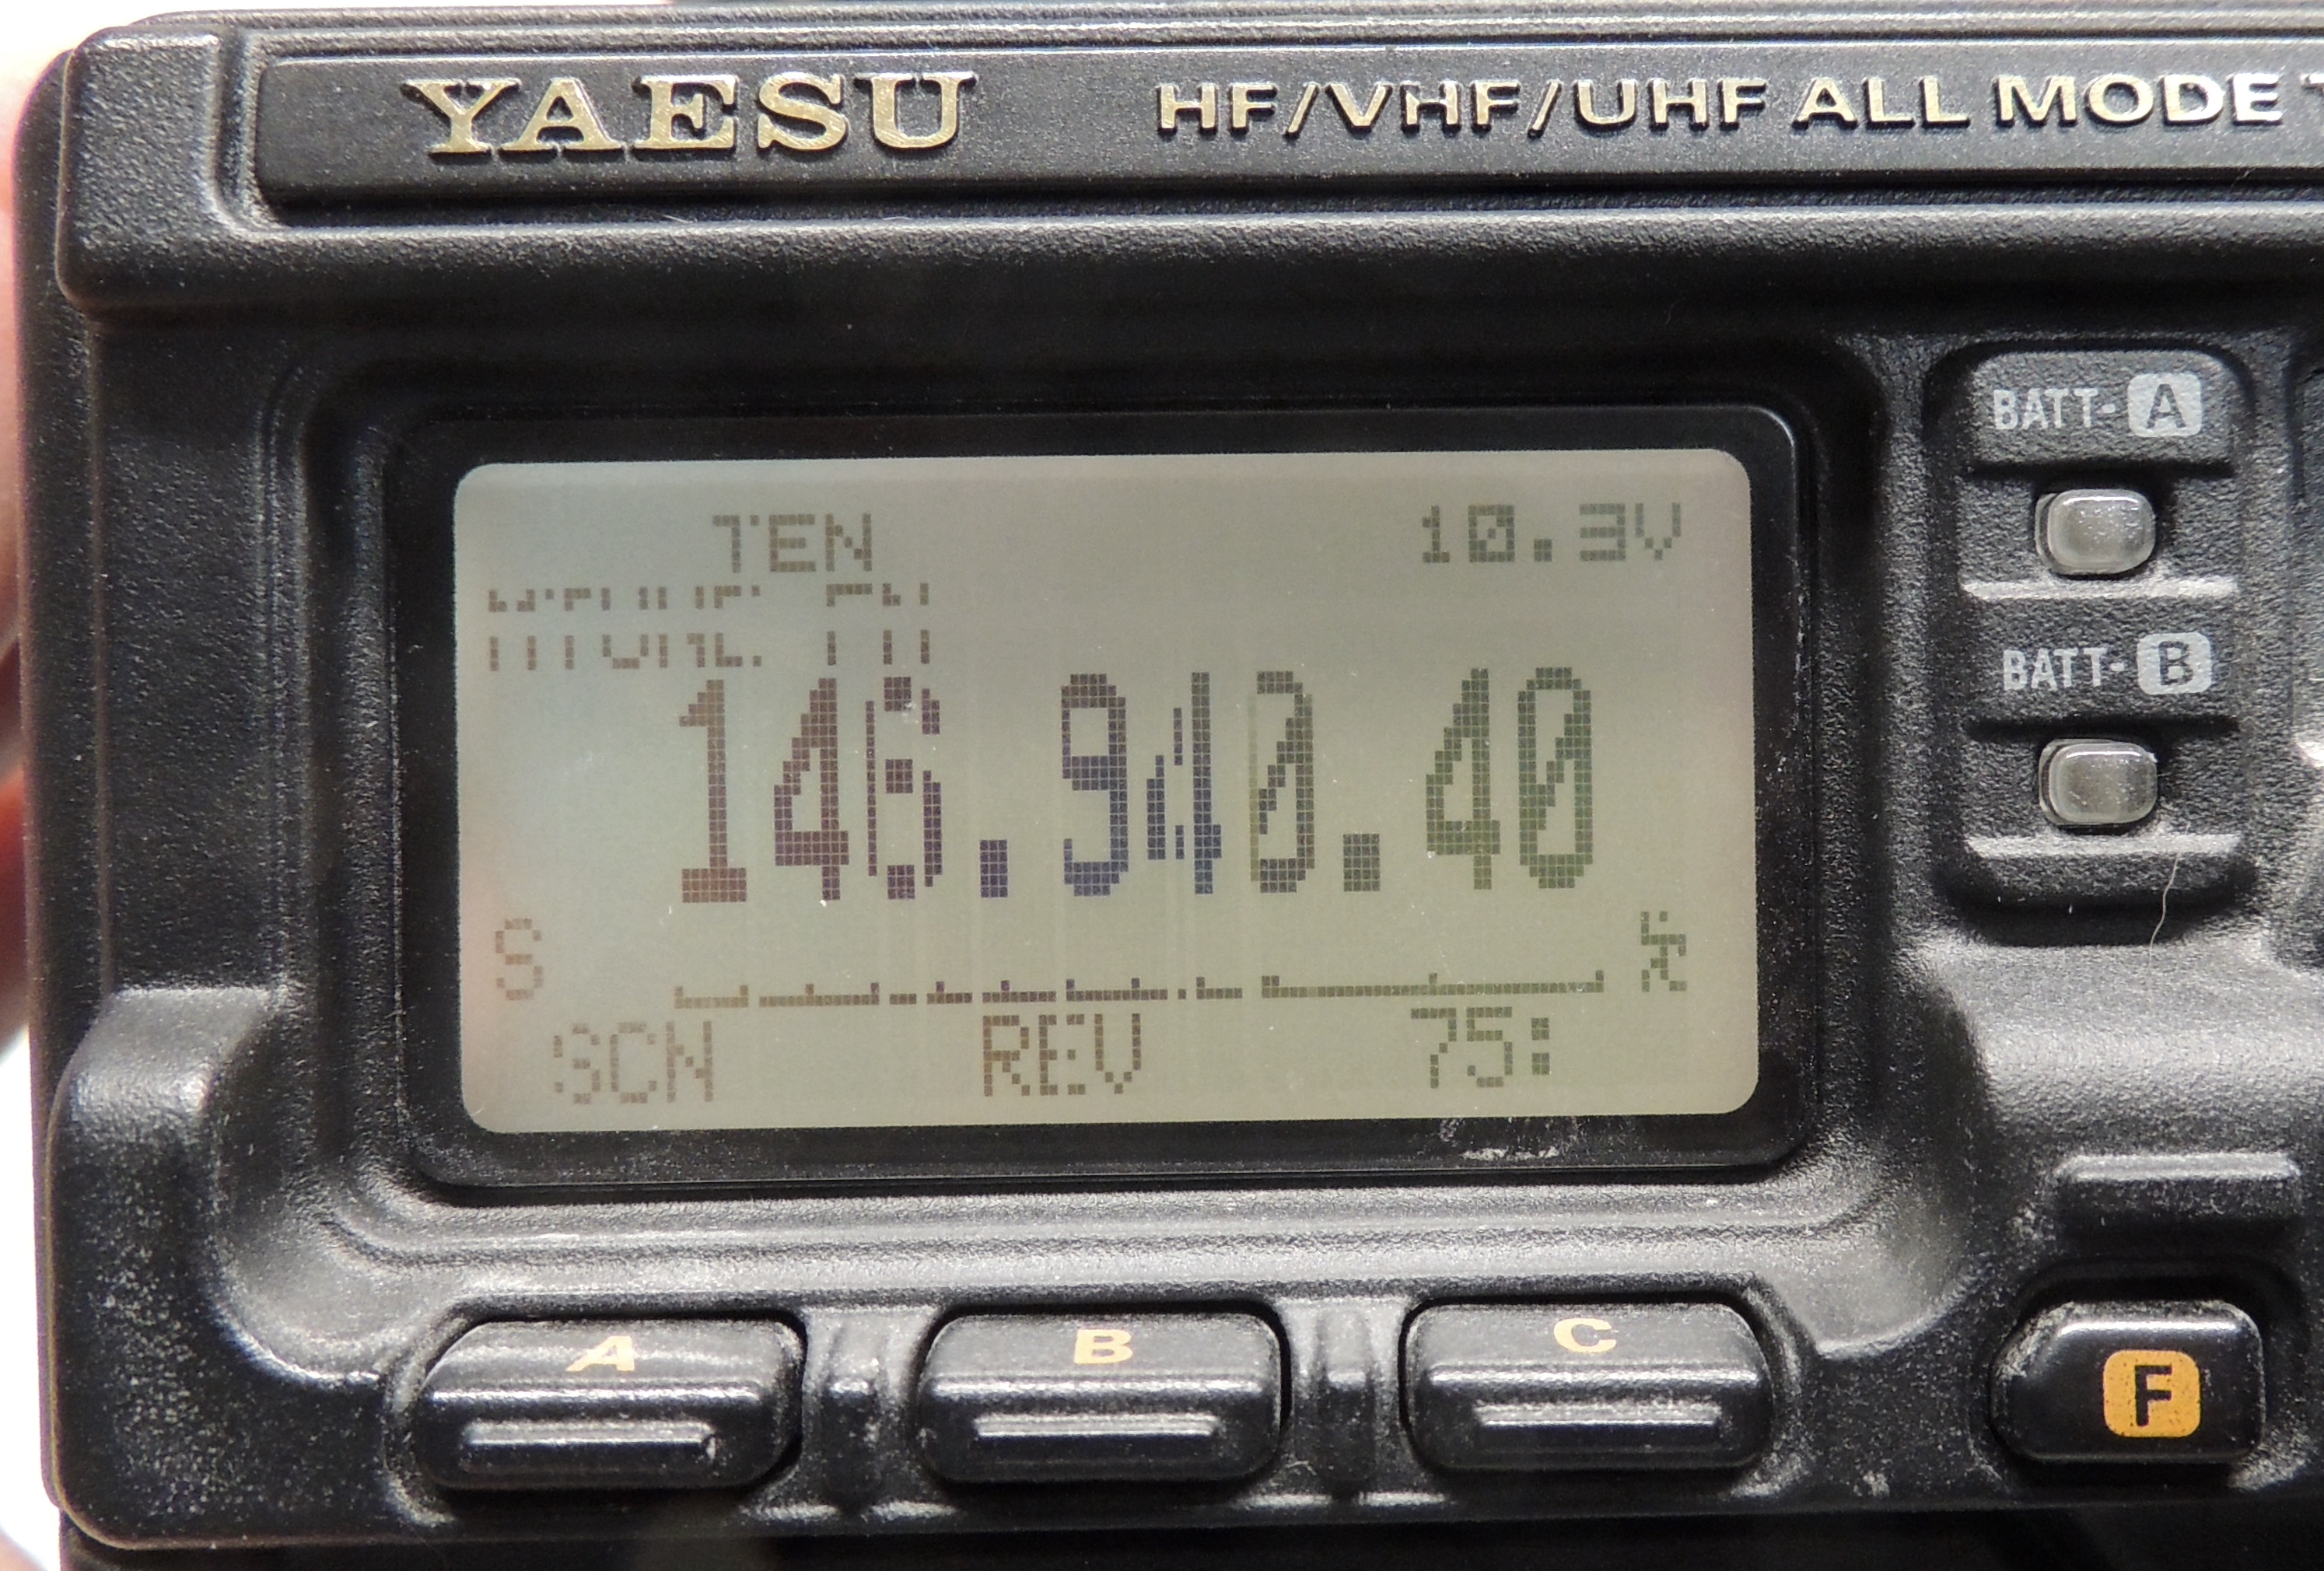 YAESU HF/VHF/UHF ALL MODE
BATT-A
TEN 10.3V
BATT-B
146.940.40
S
SCN REV 75:
A B C F